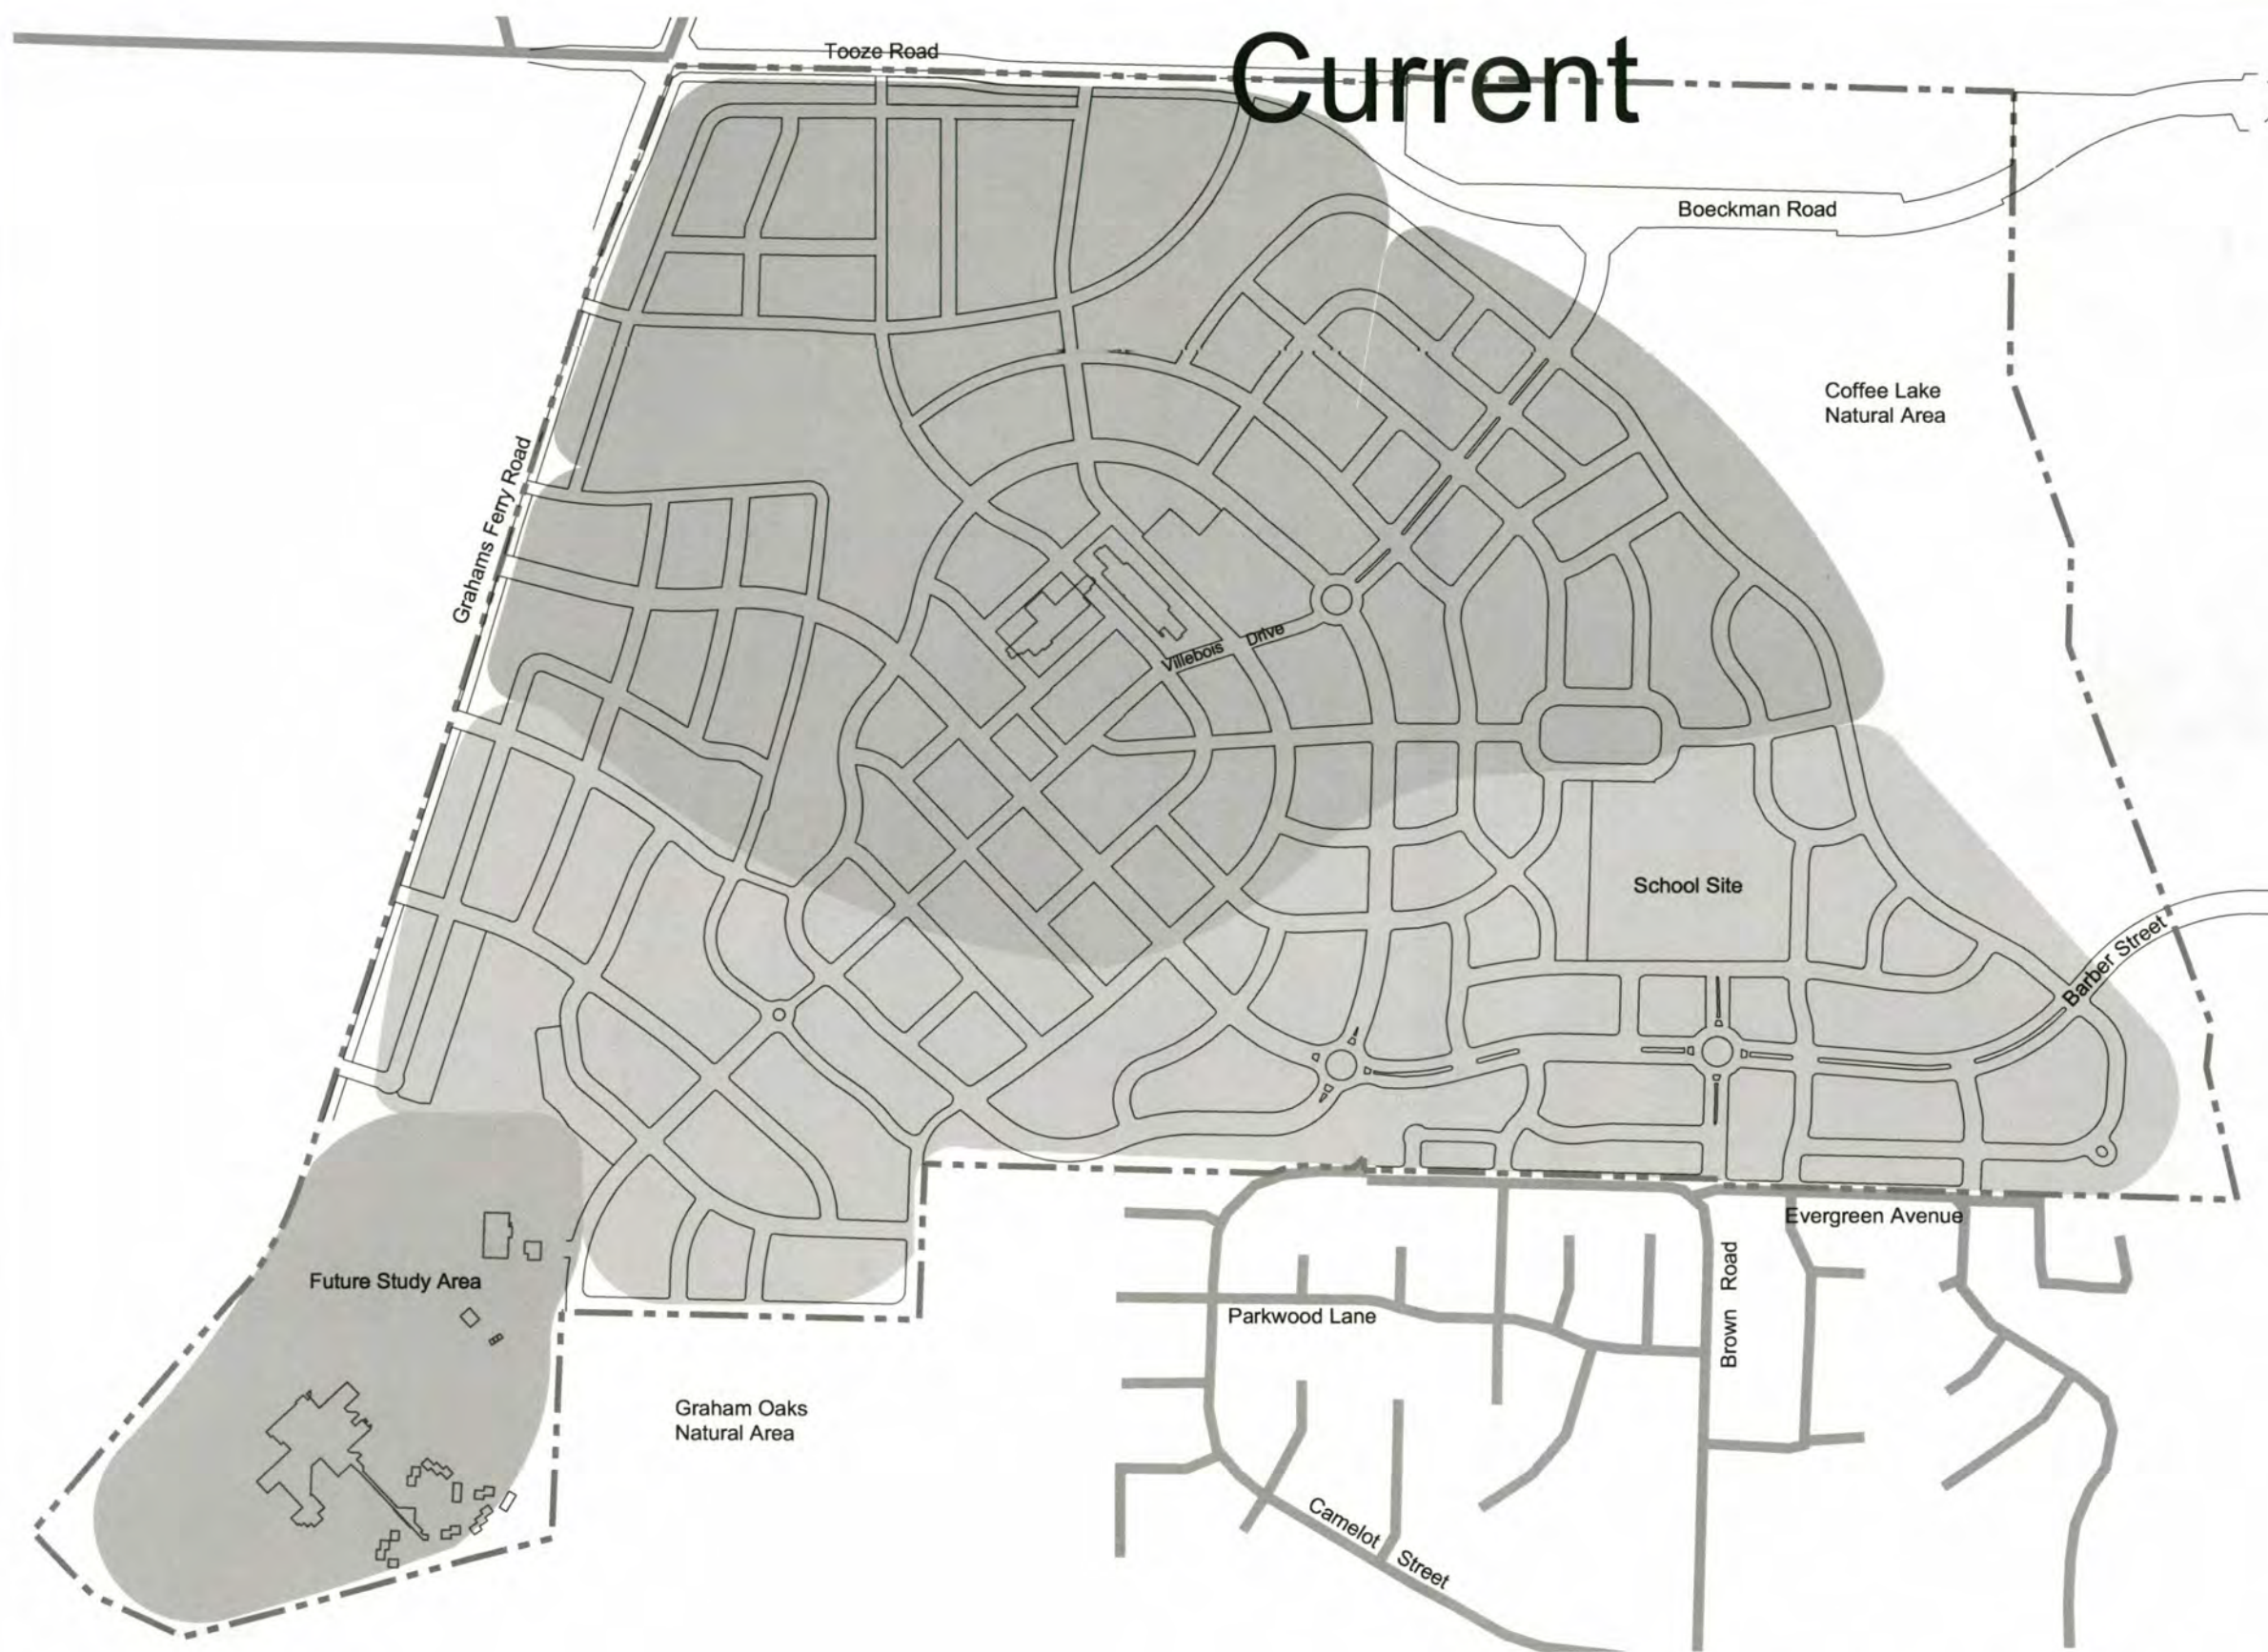 Current
Tooze Road
Boeckman Road
Coffee Lake
Natural Area
Grahams Ferry Road
Villebois Drive
School Site
Barber Street
Evergreen Avenue
Future Study Area
Brown Road
Parkwood Lane
Graham Oaks
Natural Area
Camelot Street